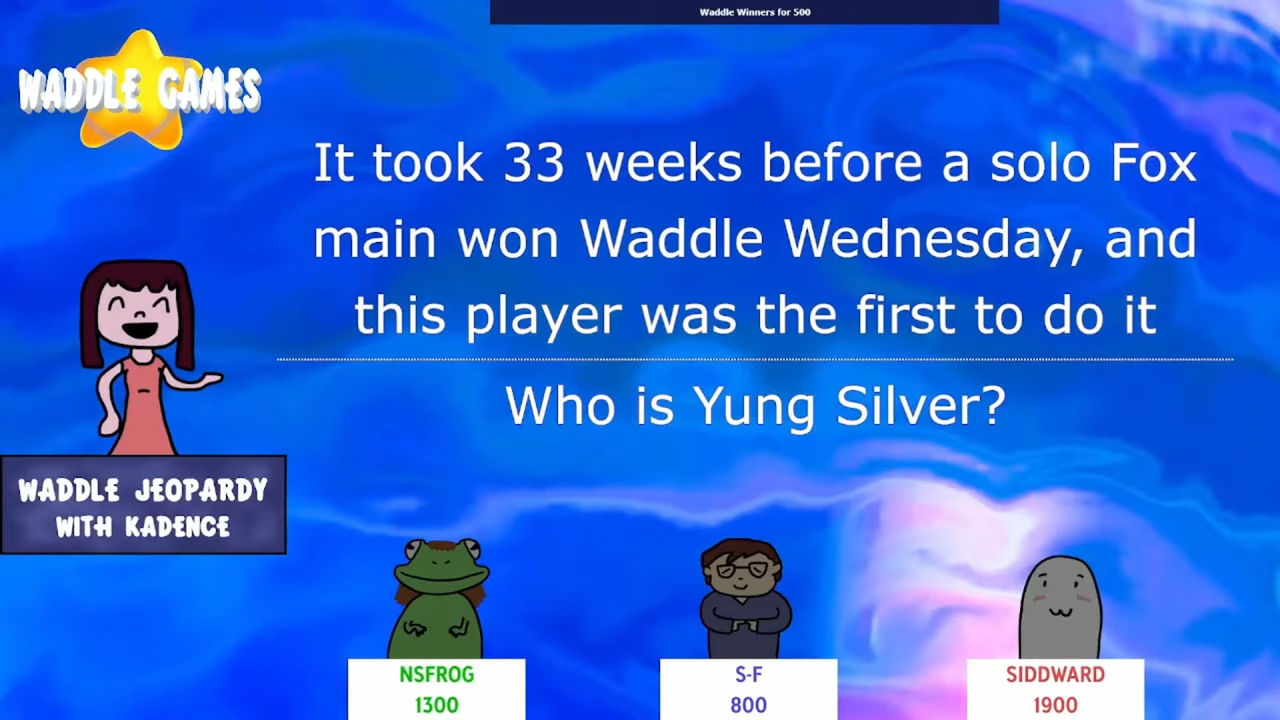 Waddle Winners for 500
WADDLE GAMES
It took 33 weeks before a solo Fox
main won Waddle Wednesday, and
this player was the first to do it
Who is Yung Silver?
WADDLE JEOPARDY
WITH KADENCE
NSFROG
1300
S-F
800
SIDDWARD
1900